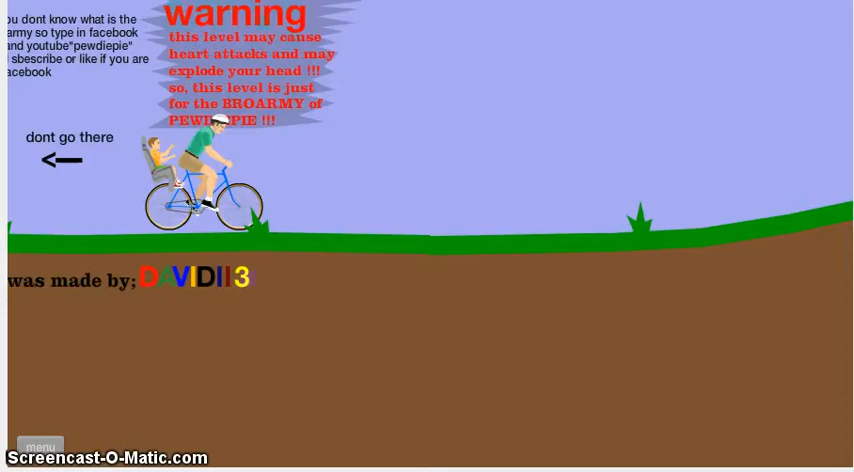 ou dont know what is the
army so type in facebook
and youtube"pewdiepie"
sbescribe or like if you are
acebook
warning
this level may cause
heart attacks and may
explode your head !!!
so, this level is just
for the BROARMY of
PEWDIEPIE !!!
dont go there
<—
was made by; DAVIDII3
menu
Screencast-O-Matic.com